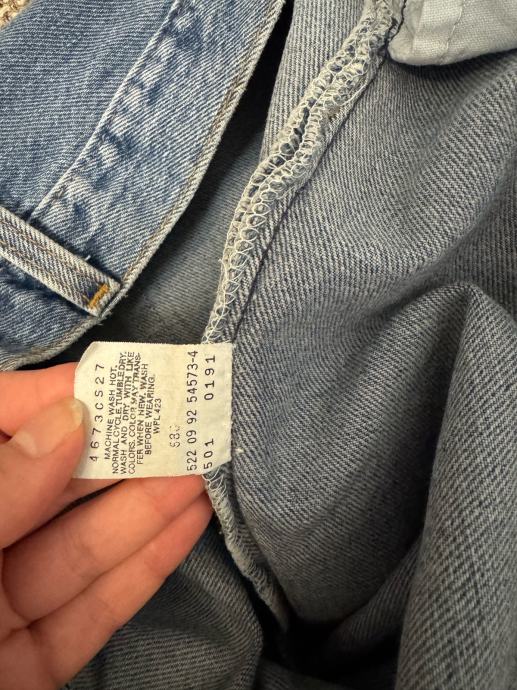 4673CS27
MACHINE WASH HOT,
NORMAL CYCLE, TUMBLE DRY.
WASH AND DRY WITH LIKE
COLORS, COLOR MAY TRANS-
FER WHEN NEW, WASH
BEFORE WEARING.
WPL 423
522 09 92 54573-4
501 0191